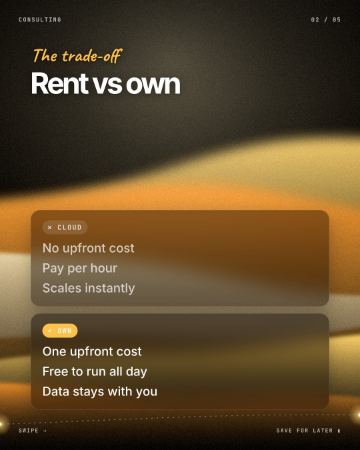 CONSULTING
02 / 05
The trade-off
Rent vs own
× CLOUD
No upfront cost
Pay per hour
Scales instantly
✓ OWN
One upfront cost
Free to run all day
Data stays with you
SWIPE →
SAVE FOR LATER